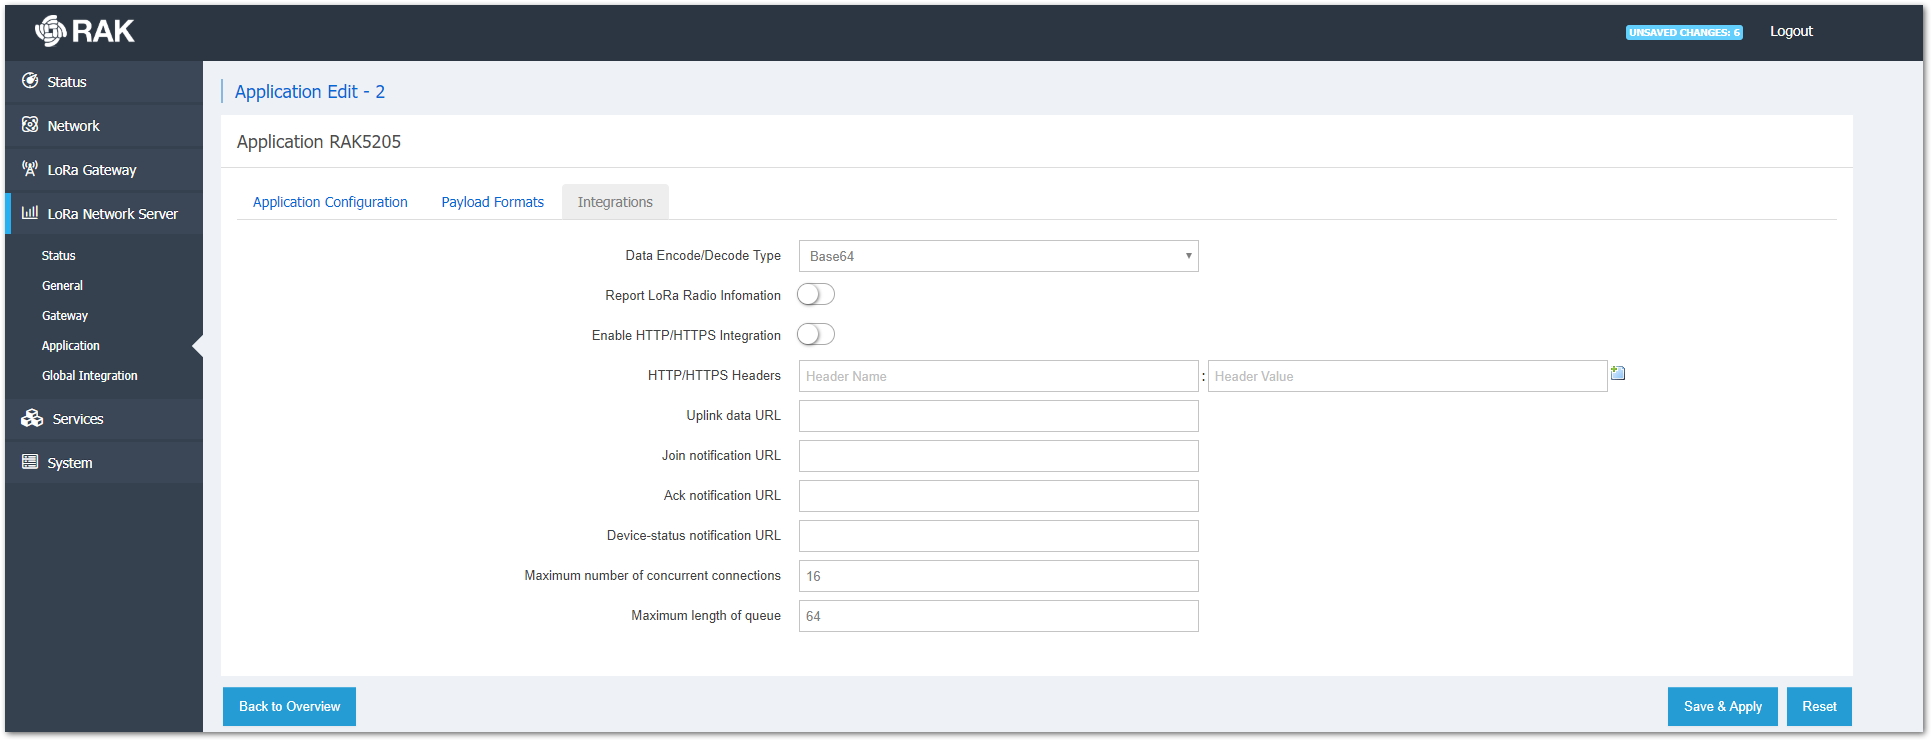 RAK
UNSAVED CHANGES: 6
Logout
Status
Network
LoRa Gateway
LoRa Network Server
Status
General
Gateway
Application
Global Integration
Services
System
Application Edit - 2
Application RAK5205
Application Configuration
Payload Formats
Integrations
Data Encode/Decode Type
Base64
Report LoRa Radio Infomation
Enable HTTP/HTTPS Integration
HTTP/HTTPS Headers
Header Name
:
Header Value
Uplink data URL
Join notification URL
Ack notification URL
Device-status notification URL
Maximum number of concurrent connections
16
Maximum length of queue
64
Back to Overview
Save & Apply
Reset